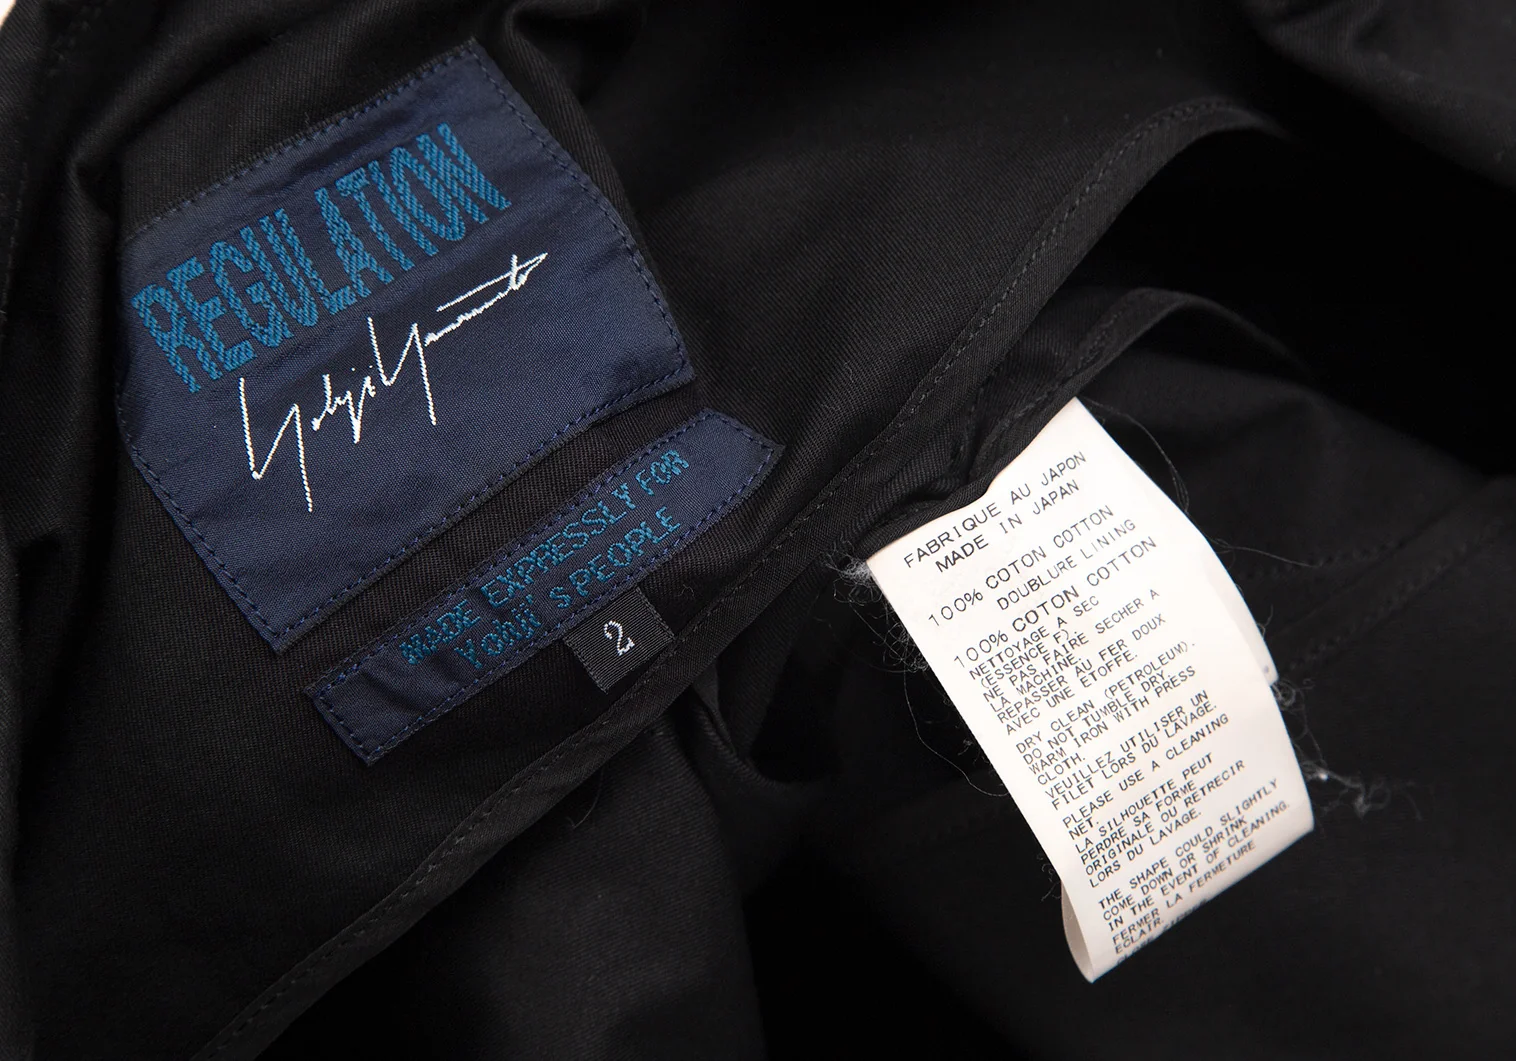 REGULATION
Yohji Yamamoto
MADE EXPRESSLY FOR
PEOPLE
2
FABRIQUE AU JAPON
MADE IN JAPAN
100% COTON COTTON
DOUBLURE LINING
100% COTON COTTON
NETTOYAGE A SEC
(ESSENCE F).
NE PAS FAIRE SECHER A
LA MACHINE.
REPASSER AU FER DOUX
AVEC UNE ETOFFE.
DRY CLEAN (PETROLEUM).
DO NOT TUMBLE DRY.
WARM IRON WITH PRESS
CLOTH.
VEUILLEZ UTILISER UN
FILET LORS DU LAVAGE.
PLEASE USE A CLEANING
NET.
LA SILHOUETTE PEUT
PERDRE SA FORME
ORIGINALE OU RETRECIR
LORS DU LAVAGE.
THE SHAPE COULD SLIGHTLY
COME DOWN OR SHRINK
IN THE EVENT OF CLEANING.
FERMER LA FERMETURE
ECLAIR.